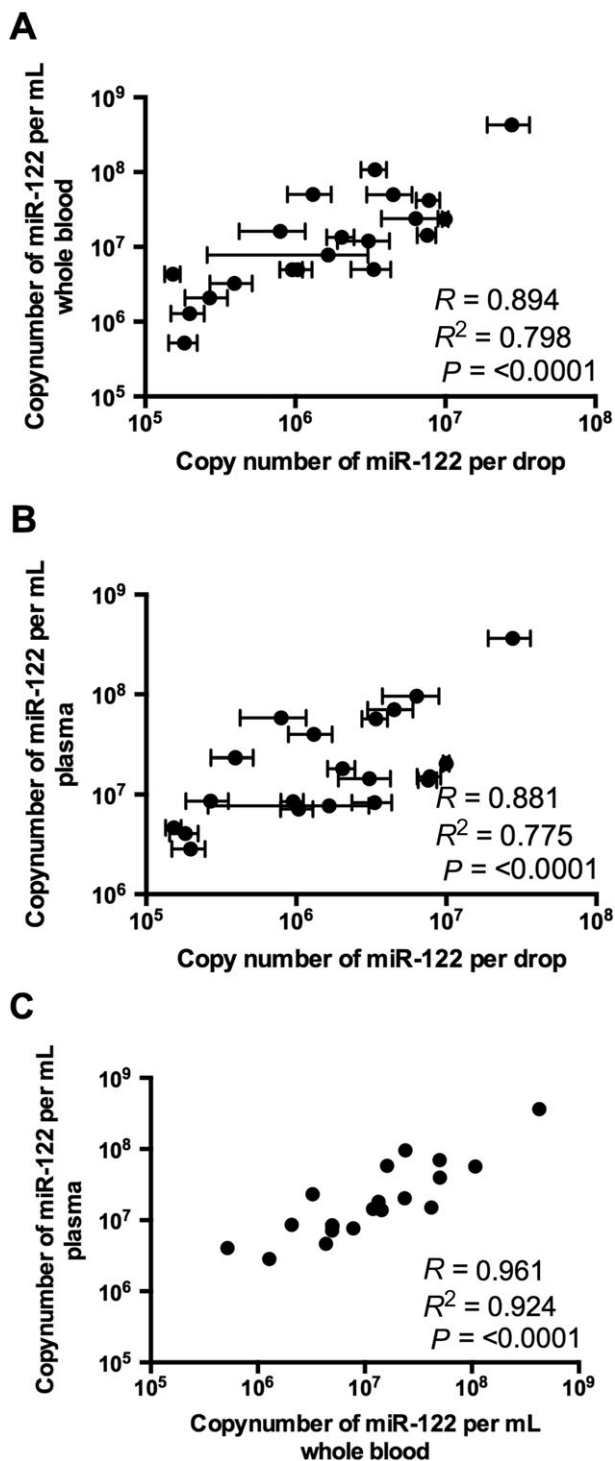 A
Copynumber of miR-122 per mL
whole blood
10⁹
10⁸
10⁷
10⁶
10⁵
R = 0.894
R² = 0.798
P = <0.0001
10⁵ 10⁶ 10⁷ 10⁸
Copy number of miR-122 per drop
B
Copynumber of miR-122 per mL
plasma
10⁹
10⁸
10⁷
10⁶
R = 0.881
R² = 0.775
P = <0.0001
10⁵ 10⁶ 10⁷ 10⁸
Copy number of miR-122 per drop
C
Copynumber of miR-122 per mL
plasma
10⁹
10⁸
10⁷
10⁶
10⁵
R = 0.961
R² = 0.924
P = <0.0001
10⁵ 10⁶ 10⁷ 10⁸ 10⁹
Copynumber of miR-122 per mL
whole blood